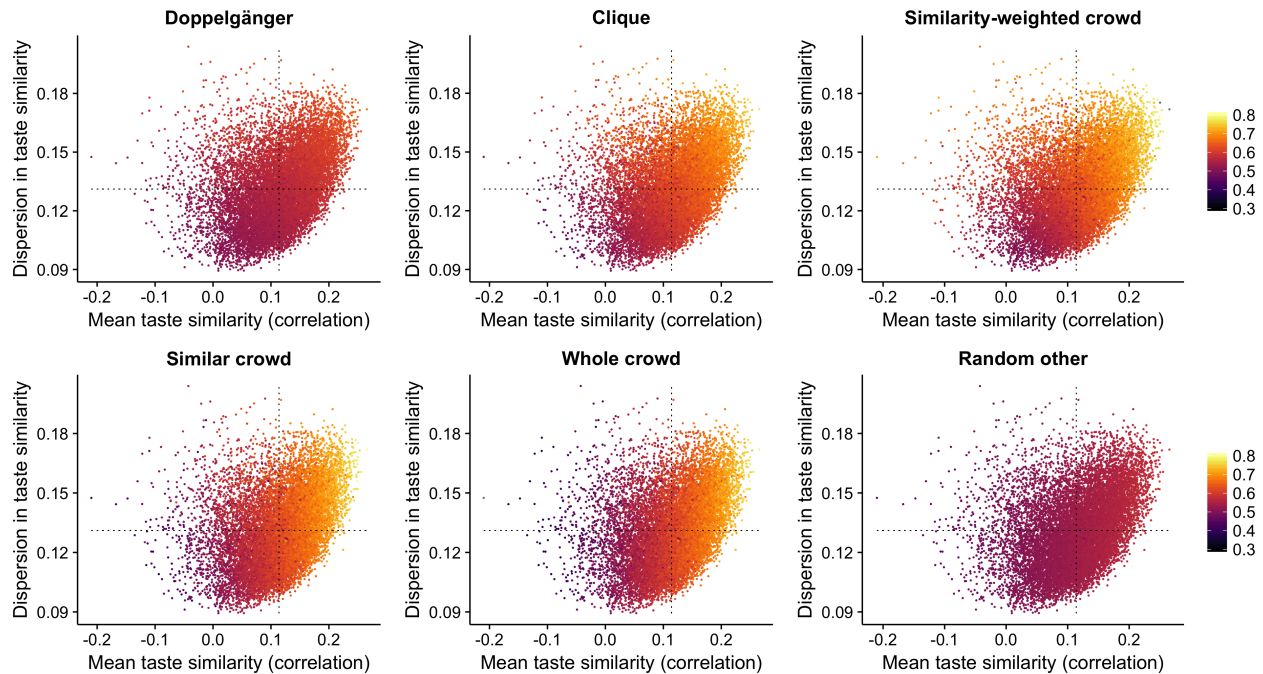 Doppelgänger
Clique
Similarity-weighted crowd
Dispersion in taste similarity
0.18
0.15
0.12
0.09
-0.2 -0.1 0.0 0.1 0.2
Mean taste similarity (correlation)
Dispersion in taste similarity
0.18
0.15
0.12
0.09
-0.2 -0.1 0.0 0.1 0.2
Mean taste similarity (correlation)
Dispersion in taste similarity
0.18
0.15
0.12
0.09
-0.2 -0.1 0.0 0.1 0.2
Mean taste similarity (correlation)
0.8
0.7
0.6
0.5
0.4
0.3
Similar crowd
Whole crowd
Random other
Dispersion in taste similarity
0.18
0.15
0.12
0.09
-0.2 -0.1 0.0 0.1 0.2
Mean taste similarity (correlation)
Dispersion in taste similarity
0.18
0.15
0.12
0.09
-0.2 -0.1 0.0 0.1 0.2
Mean taste similarity (correlation)
Dispersion in taste similarity
0.18
0.15
0.12
0.09
-0.2 -0.1 0.0 0.1 0.2
Mean taste similarity (correlation)
0.8
0.7
0.6
0.5
0.4
0.3